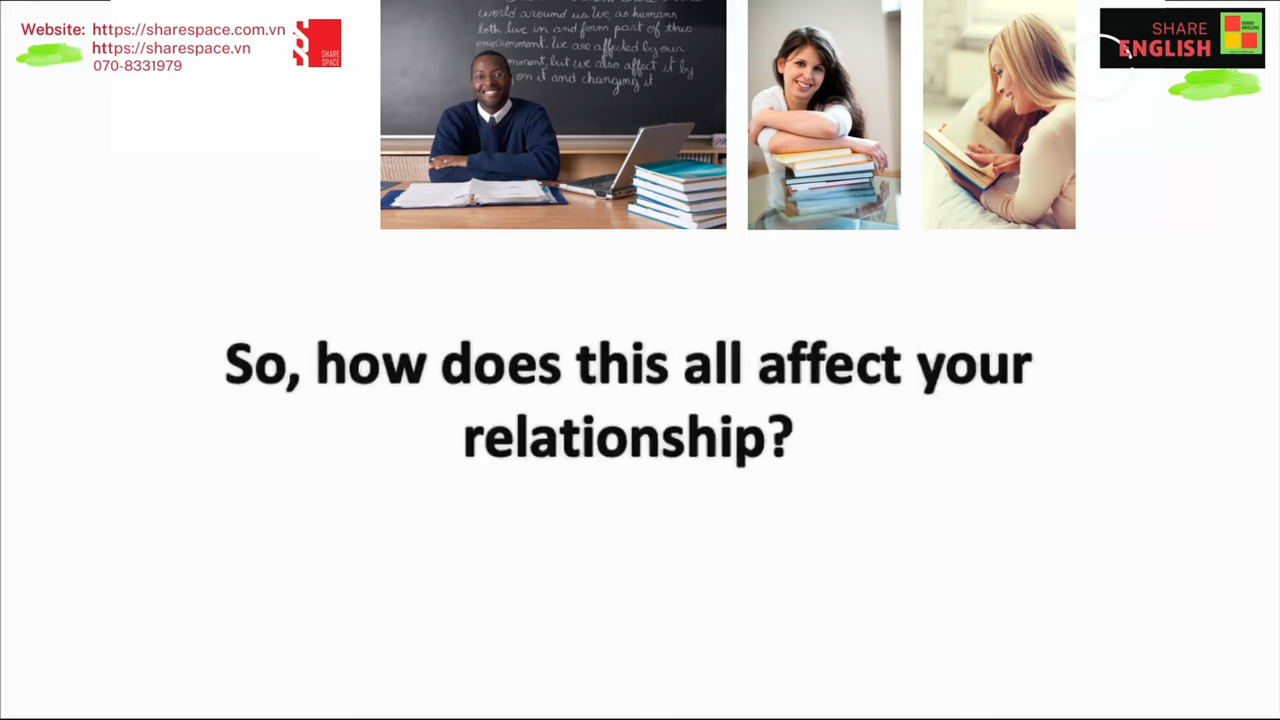 Website: https://sharespace.com.vn
https://sharespace.vn
070-8331979
SHARE
SPACE
world around us. We, as humans,
both live in and form part of this
environment. We are affected by our
but we also affect it by
on it and changing it.
SHARE
ENGLISH
So, how does this all affect your
relationship?